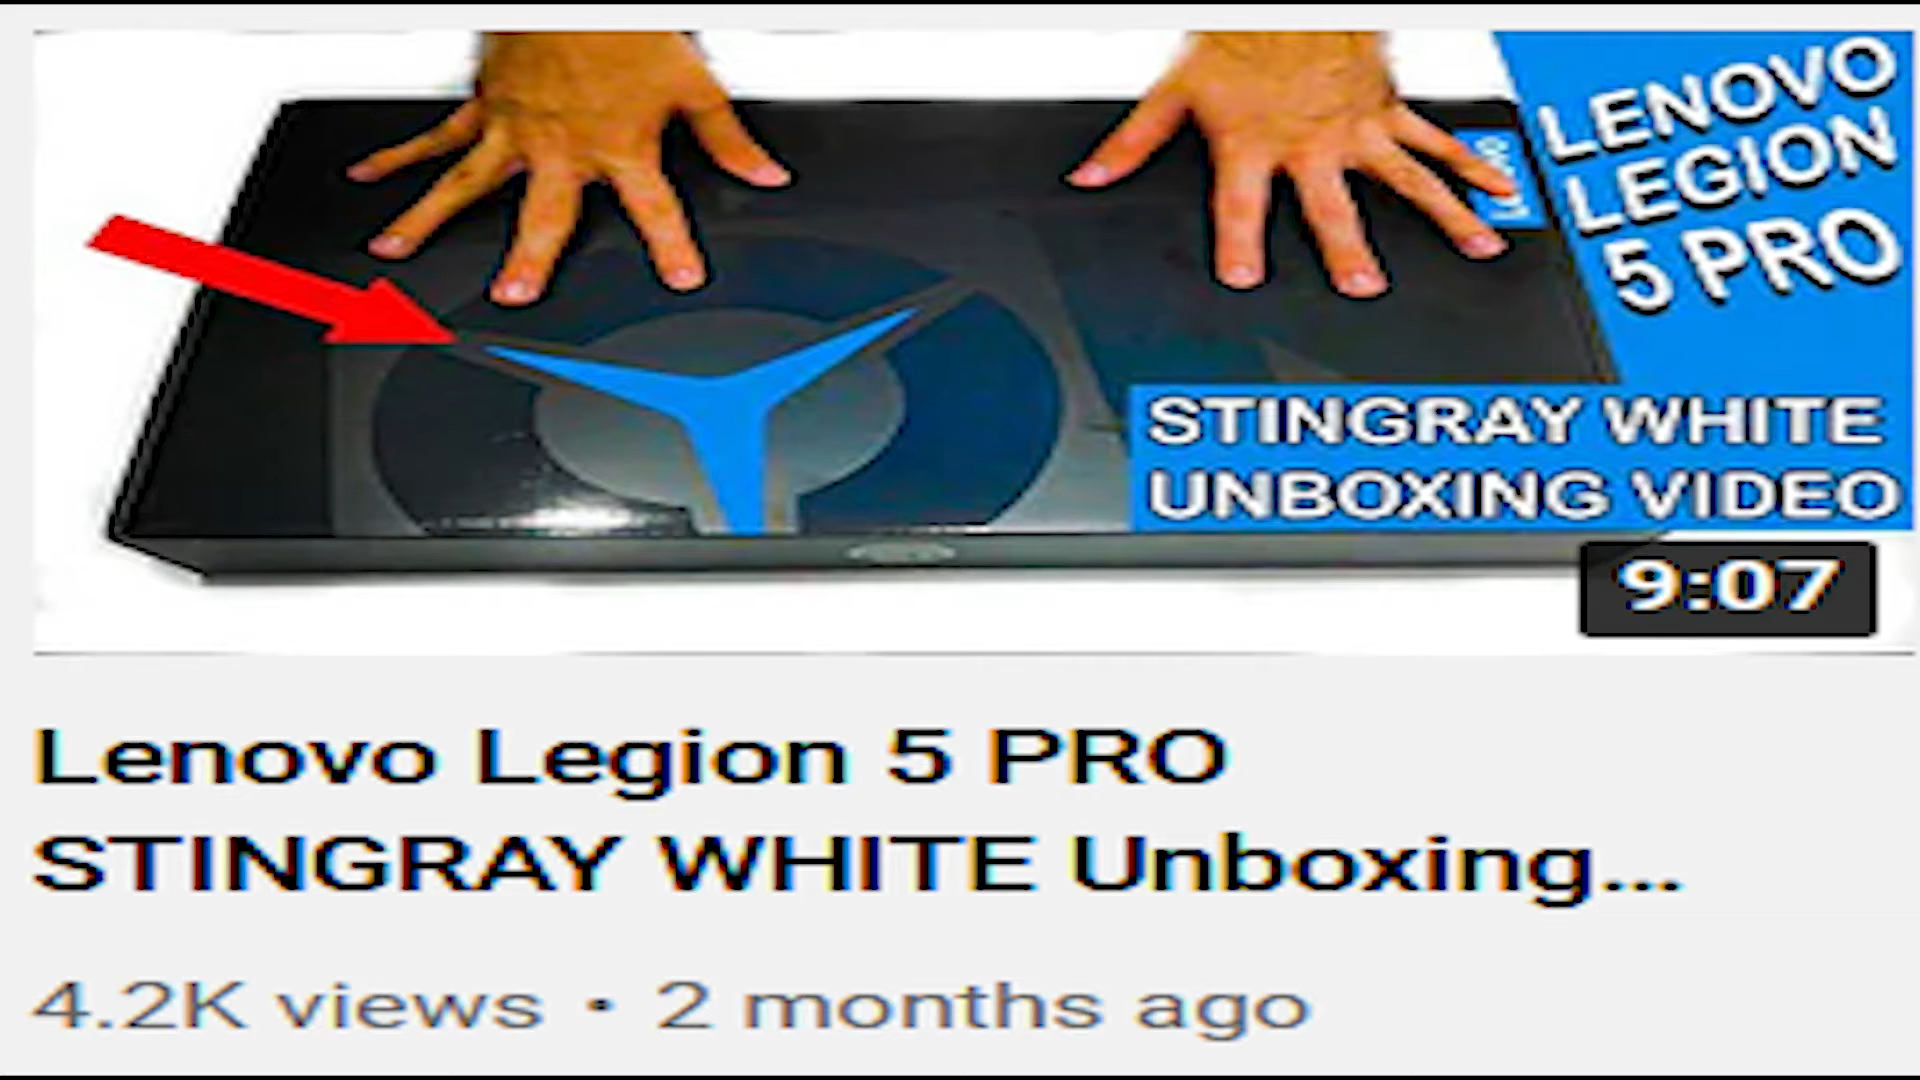 LENOVO
LEGION
5 PRO
STINGRAY WHITE
UNBOXING VIDEO
9:07
Lenovo Legion 5 PRO
STINGRAY WHITE Unboxing...
4.2K views • 2 months ago